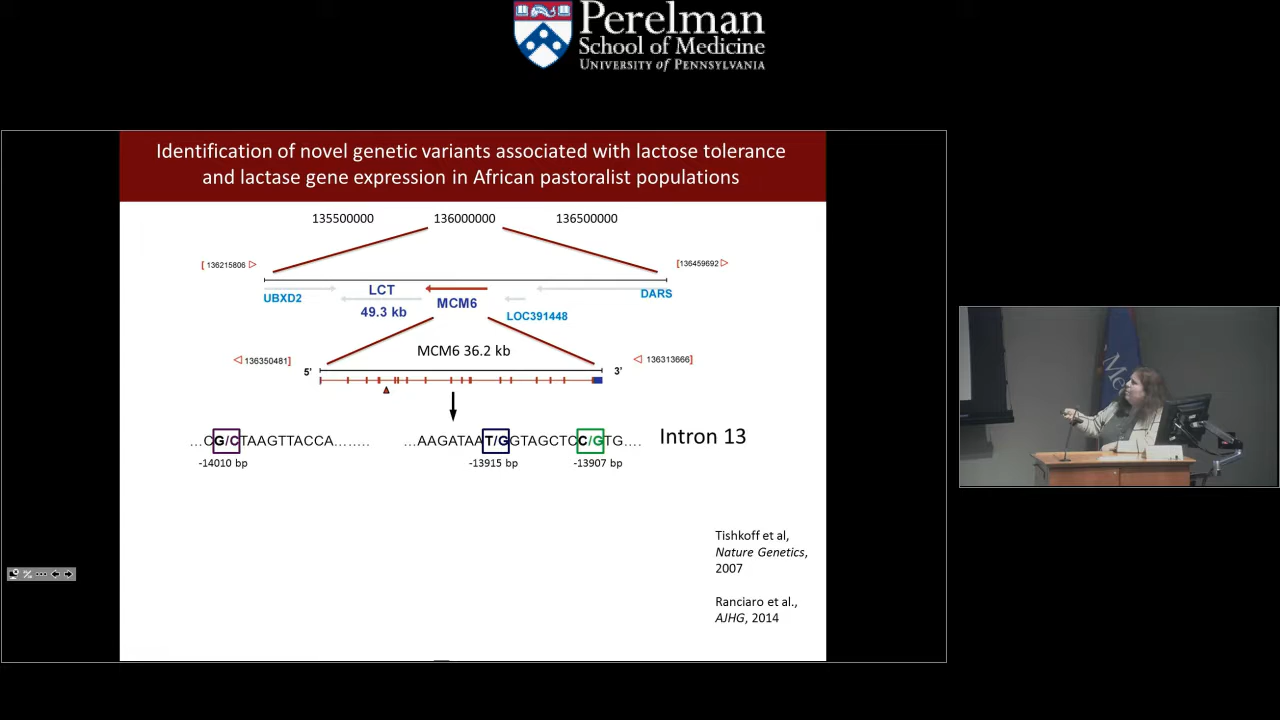 Perelman
School of Medicine
UNIVERSITY of PENNSYLVANIA
Identification of novel genetic variants associated with lactose tolerance
and lactase gene expression in African pastoralist populations
135500000 136000000 136500000
[ 136215806 ▷ [136459692 ▷
UBXD2 LCT MCM6 DARS
49.3 kb LOC391448
MCM6 36.2 kb
◁ 136350481] ◁ 136313666]
5' 3'
...CG/CTAAGTTACCA........ ...AAGATAAT/GGTAGCTCC/GTG.... Intron 13
-14010 bp -13915 bp -13907 bp
Tishkoff et al,
Nature Genetics,
2007
Ranciaro et al.,
AJHG, 2014